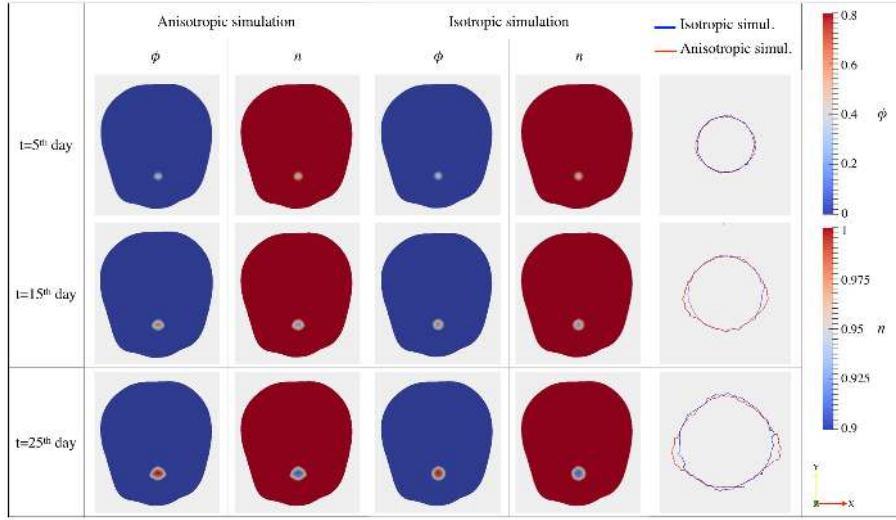 Anisotropic simulation
Isotropic simulation
Isotropic simul.
Anisotropic simul.
ϕ
n
ϕ
n
t=5th day
t=15th day
t=25th day
0.8
0.6
0.4
0.2
0
ϕ
1
0.975
0.95
0.925
0.9
n
Y
X